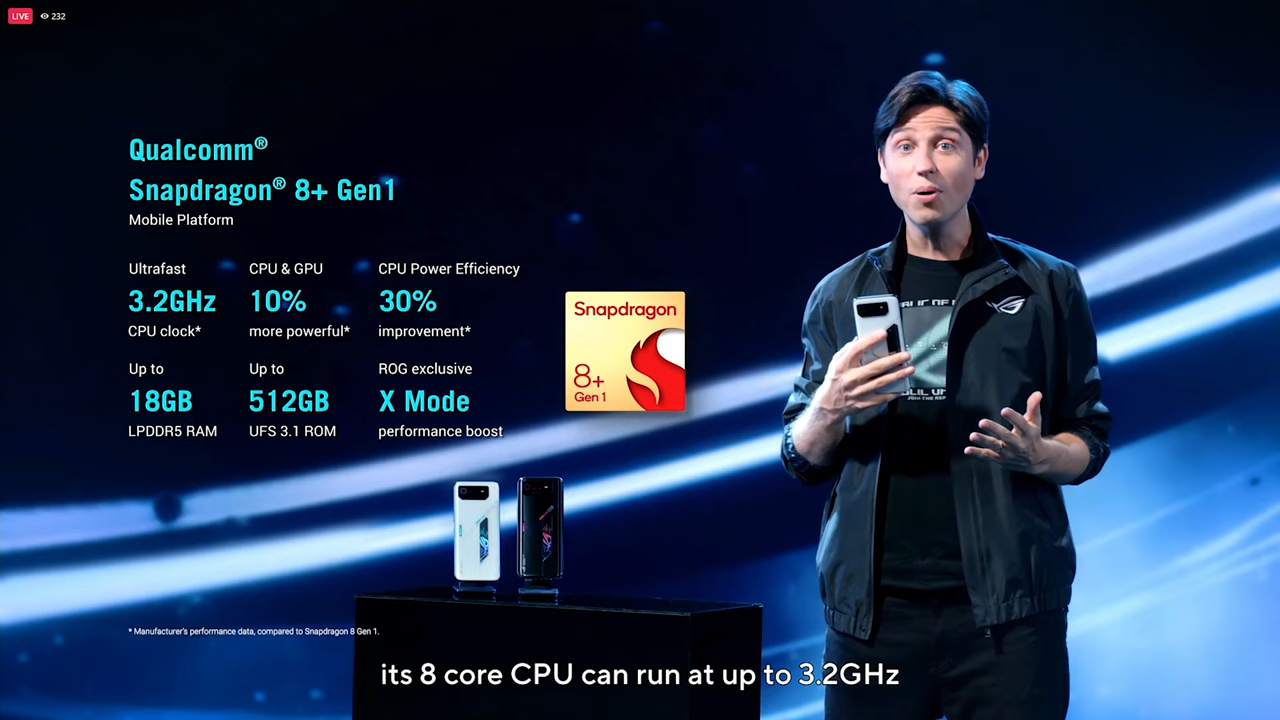 LIVE 232
Qualcomm®
Snapdragon® 8+ Gen1
Mobile Platform
Ultrafast
3.2GHz
CPU clock*
CPU & GPU
10%
more powerful*
CPU Power Efficiency
30%
improvement*
Up to
18GB
LPDDR5 RAM
Up to
512GB
UFS 3.1 ROM
ROG exclusive
X Mode
performance boost
Snapdragon
8+
Gen 1
JOIN THE REP
* Manufacturer's performance data, compared to Snapdragon 8 Gen 1.
its 8 core CPU can run at up to 3.2GHz